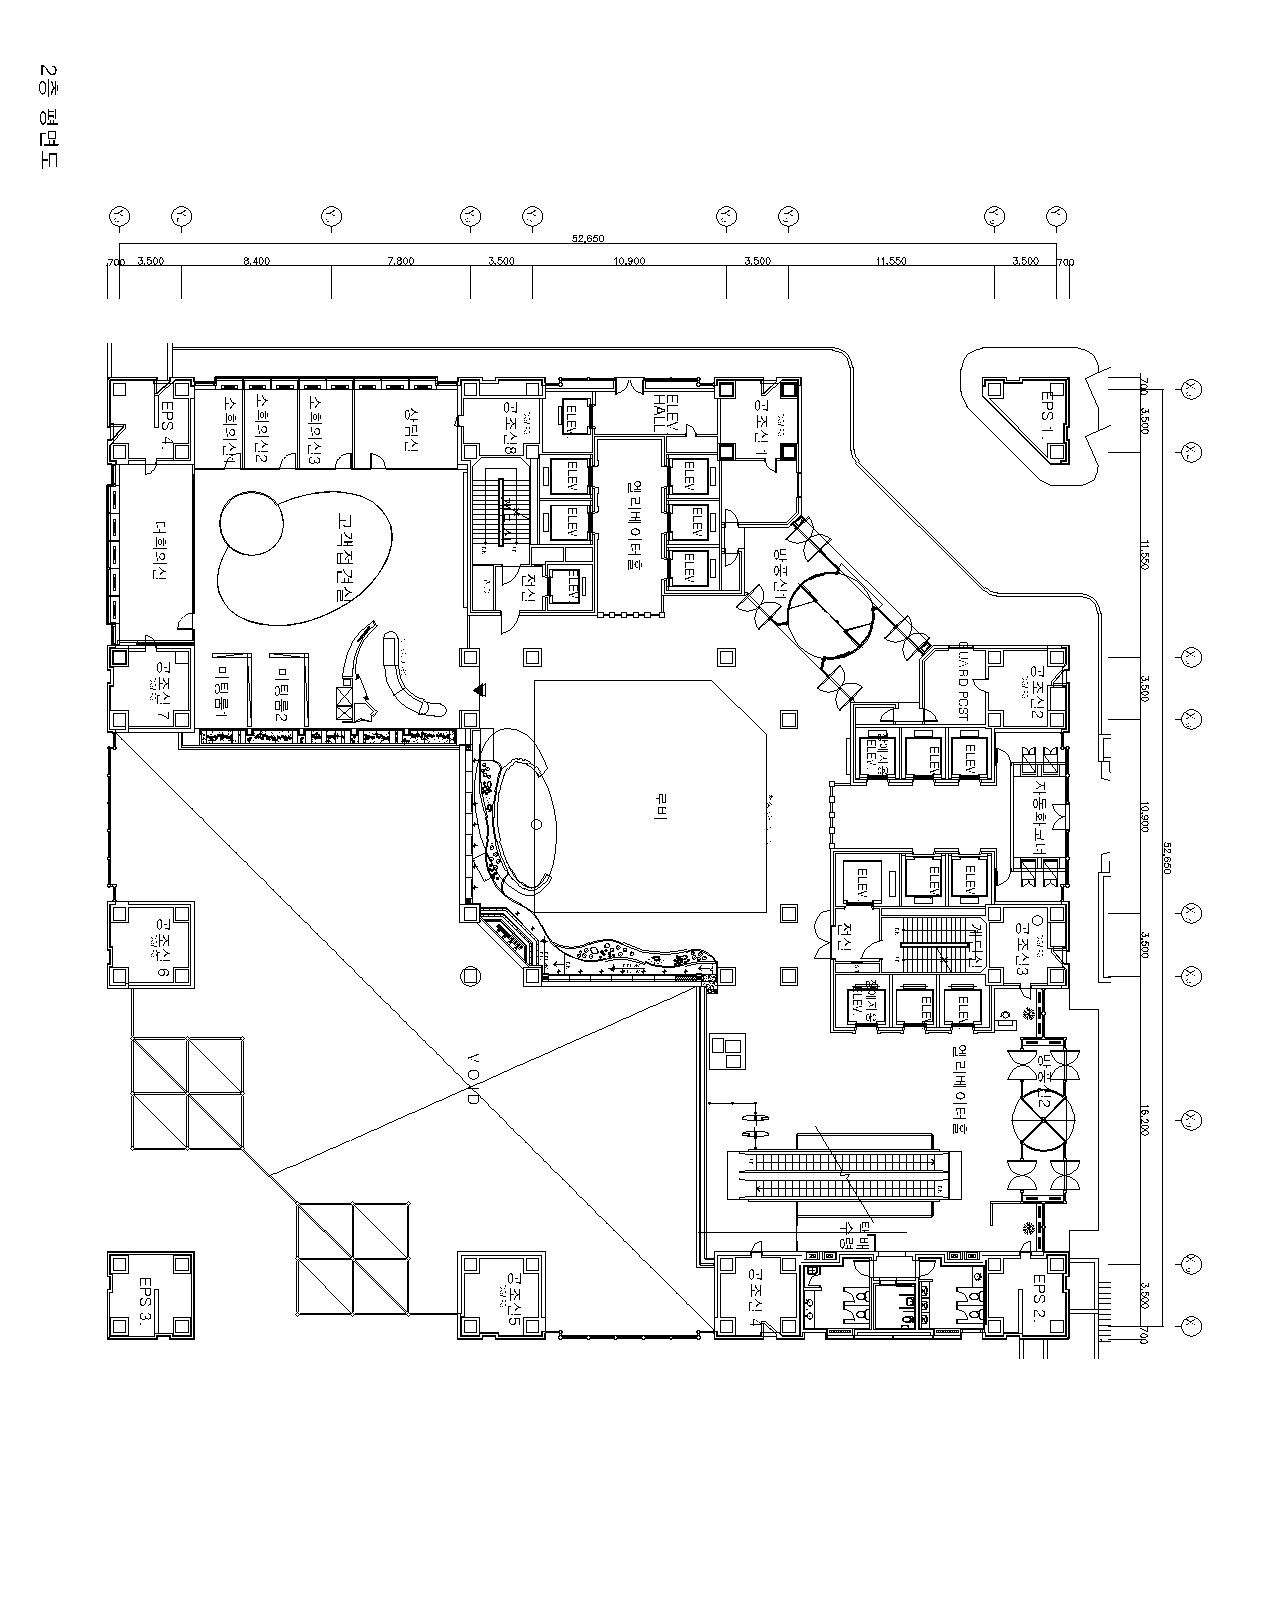 52,650
700
3,500
11,550
3,500
10,900
3,500
16,200
3,500
700
700
3,500
11,550
3,500
10,900
52,650
3,500
7,800
8,400
3,500
700
EPS 1.
공조실2
자동화코너
공조실3
방풍실2
EPS 2.
GUARD POST
ELEV.
ELEV.
계단실
ELEV.
엘리베이터홀
ELEV.
ELEV.
ELEV.
장애자용
ELEV.
ELEV.
전실
장애자용
ELEV.
택배
수령
방풍실1
공조실 1
공조실 4
ELEV
ELEV
ELEV
ELEV
HALL
로비
엘리베이터홀
ELEV.
ELEV
ELEV
ELEV
전실
공조실8
계단실
공조실5
VOID
상담실
고객접견실
소회의실3
미팅룸2
소회의실2
소회의실1
미팅룸1
EPS 4.
대회의실
공조실 7
공조실 6
EPS 3.
2층 평면도